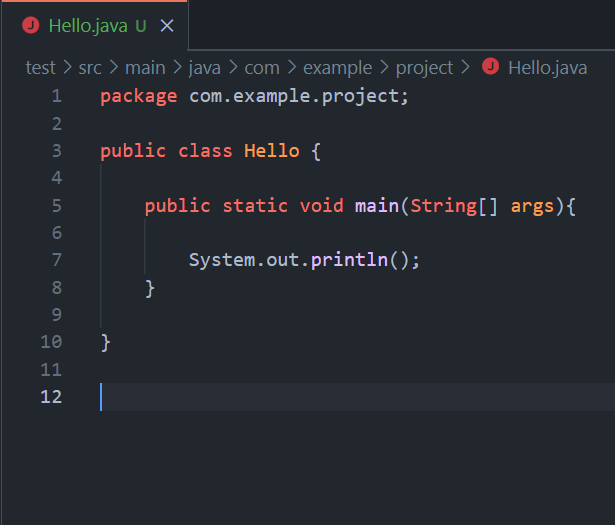 Hello.java U
test > src > main > java > com > example > project > Hello.java
1 package com.example.project;
2
3 public class Hello {
4
5     public static void main(String[] args){
6
7         System.out.println();
8     }
9
10 }
11
12